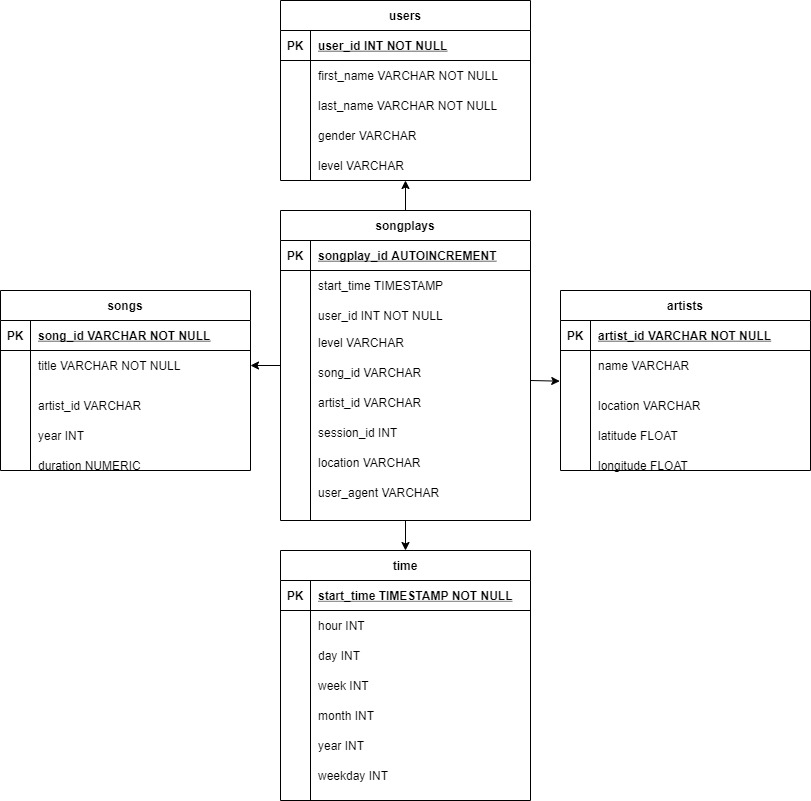 users
PK user_id INT NOT NULL
first_name VARCHAR NOT NULL
last_name VARCHAR NOT NULL
gender VARCHAR
level VARCHAR
songplays
PK songplay_id AUTOINCREMENT
start_time TIMESTAMP
user_id INT NOT NULL
level VARCHAR
song_id VARCHAR
artist_id VARCHAR
session_id INT
location VARCHAR
user_agent VARCHAR
songs
PK song_id VARCHAR NOT NULL
title VARCHAR NOT NULL
artist_id VARCHAR
year INT
duration NUMERIC
artists
PK artist_id VARCHAR NOT NULL
name VARCHAR
location VARCHAR
latitude FLOAT
longitude FLOAT
time
PK start_time TIMESTAMP NOT NULL
hour INT
day INT
week INT
month INT
year INT
weekday INT